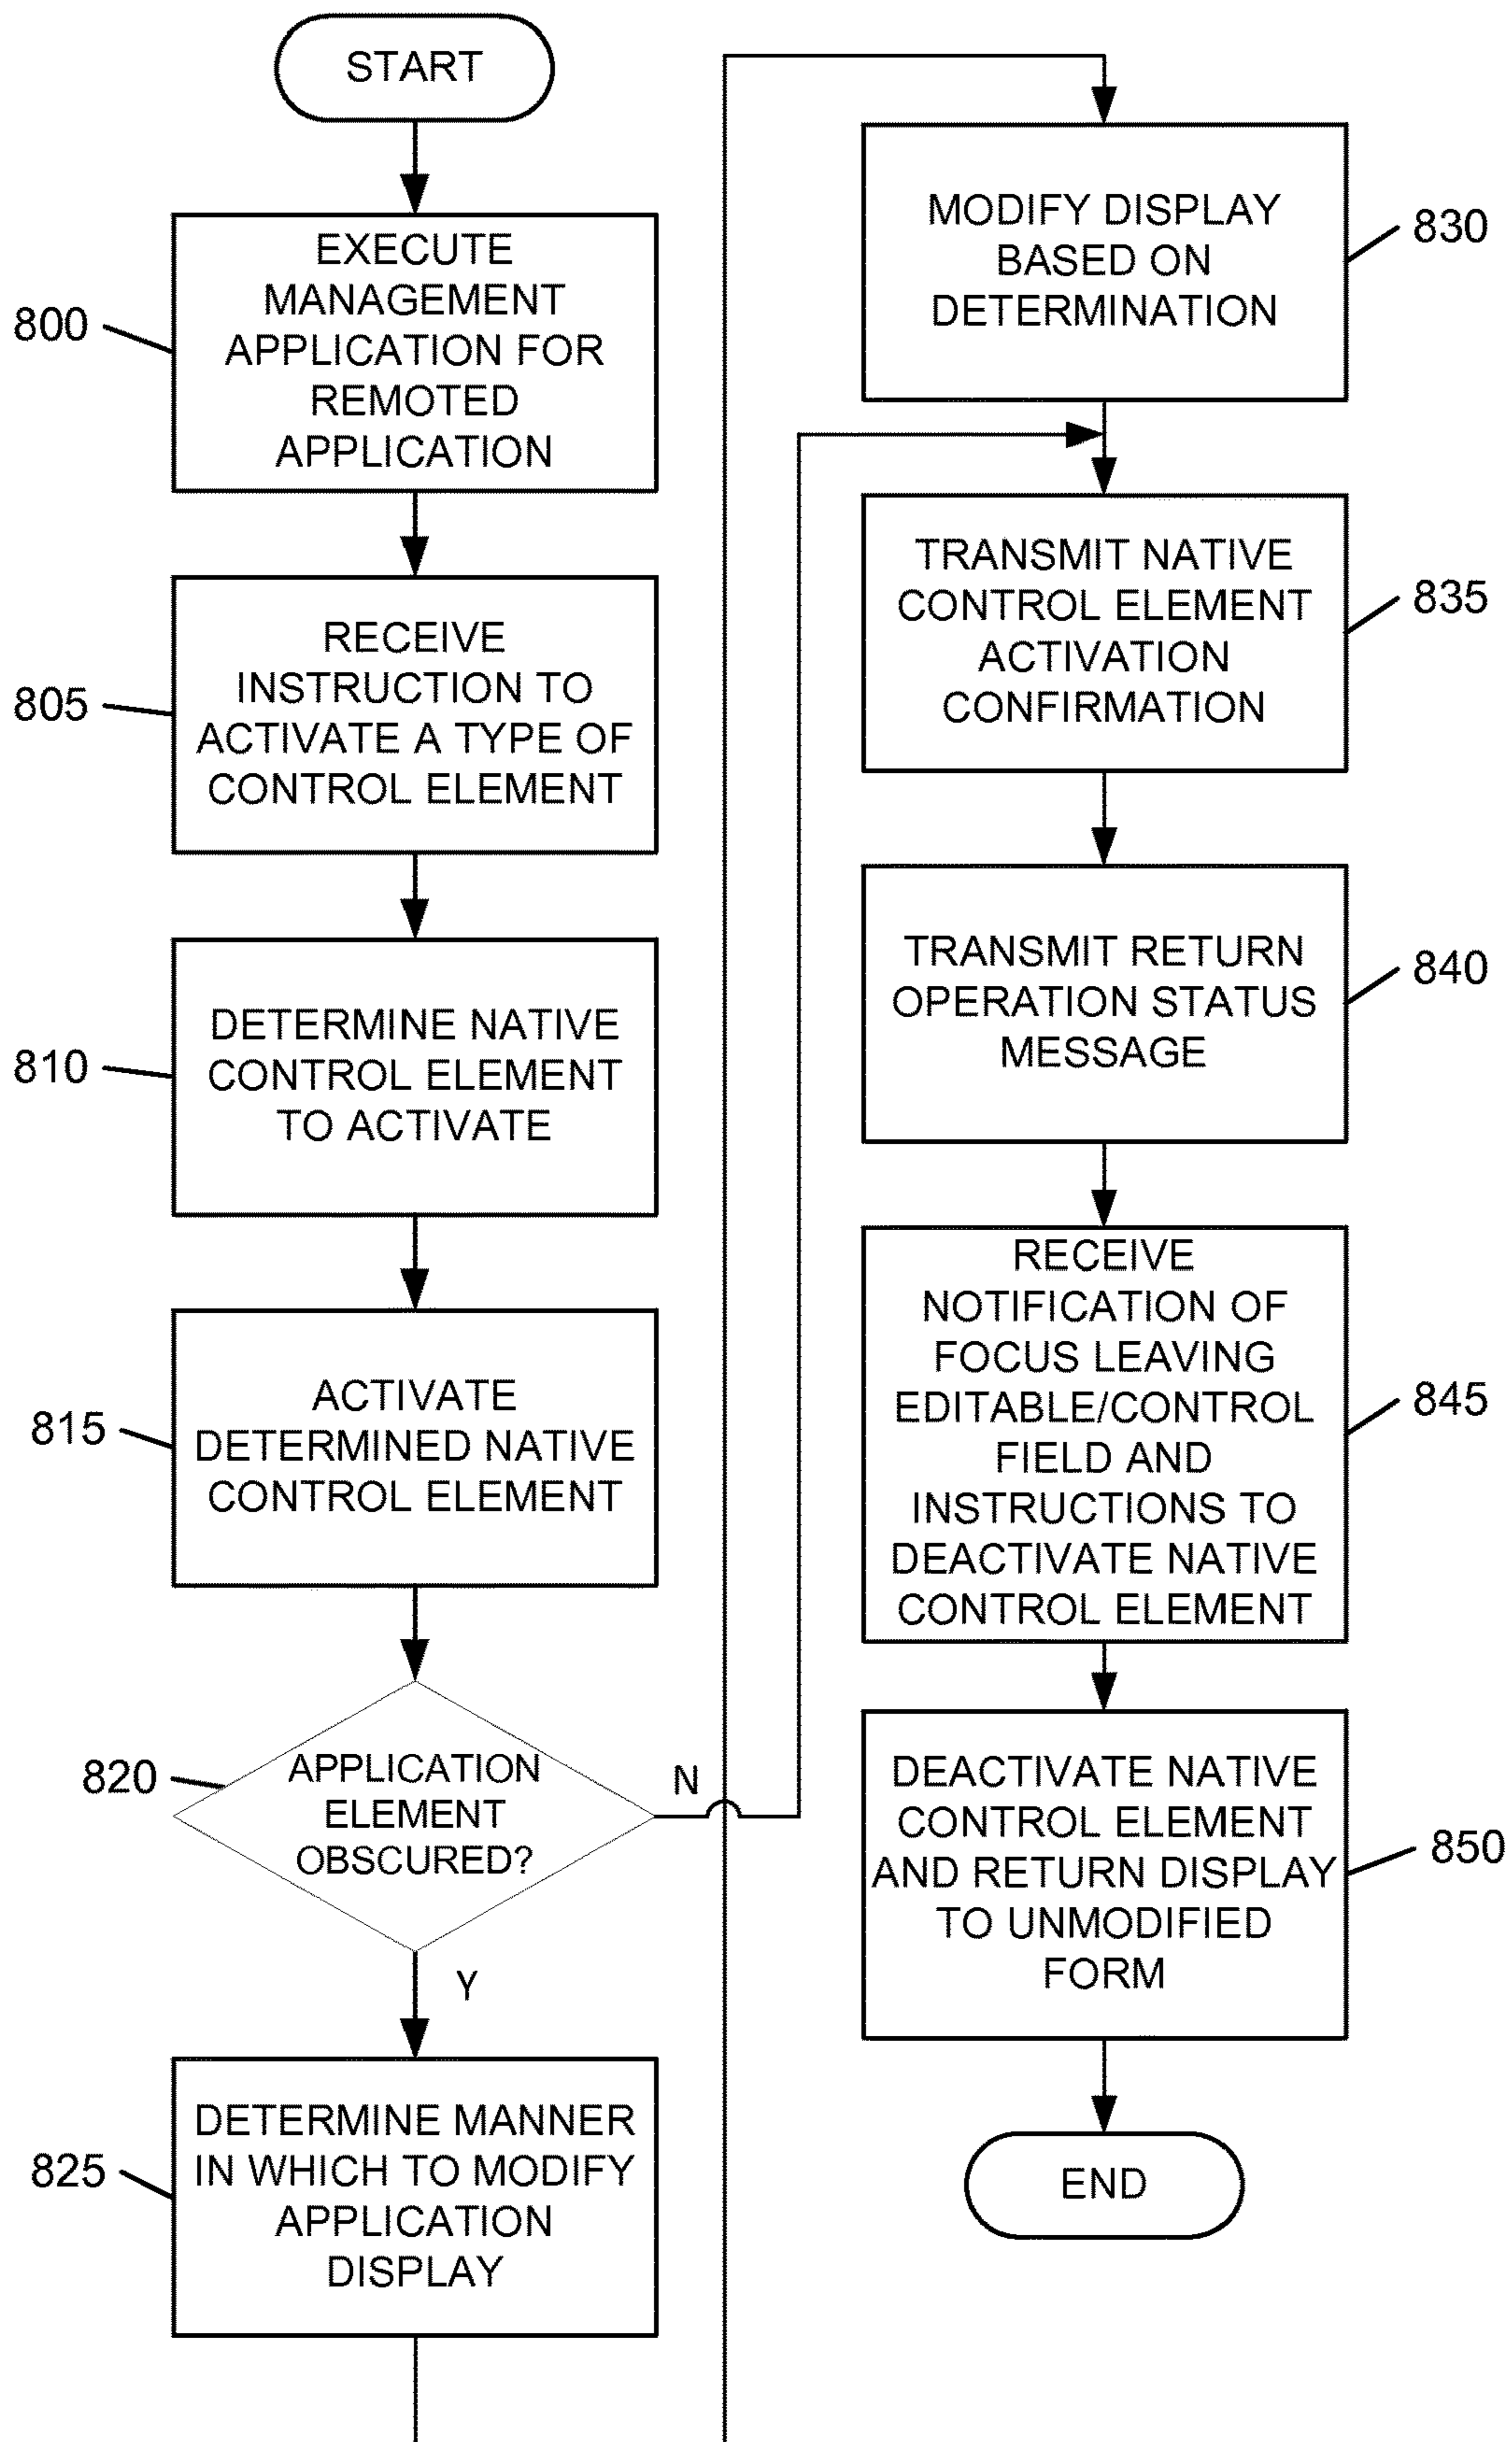 START
800
EXECUTE
MANAGEMENT
APPLICATION FOR
REMOTED
APPLICATION
805
RECEIVE
INSTRUCTION TO
ACTIVATE A TYPE OF
CONTROL ELEMENT
810
DETERMINE NATIVE
CONTROL ELEMENT
TO ACTIVATE
815
ACTIVATE
DETERMINED NATIVE
CONTROL ELEMENT
820
APPLICATION
ELEMENT
OBSCURED?
N
Y
825
DETERMINE MANNER
IN WHICH TO MODIFY
APPLICATION
DISPLAY
MODIFY DISPLAY
BASED ON
DETERMINATION
830
TRANSMIT NATIVE
CONTROL ELEMENT
ACTIVATION
CONFIRMATION
835
TRANSMIT RETURN
OPERATION STATUS
MESSAGE
840
RECEIVE
NOTIFICATION OF
FOCUS LEAVING
EDITABLE/CONTROL
FIELD AND
INSTRUCTIONS TO
DEACTIVATE NATIVE
CONTROL ELEMENT
845
DEACTIVATE NATIVE
CONTROL ELEMENT
AND RETURN DISPLAY
TO UNMODIFIED
FORM
850
END